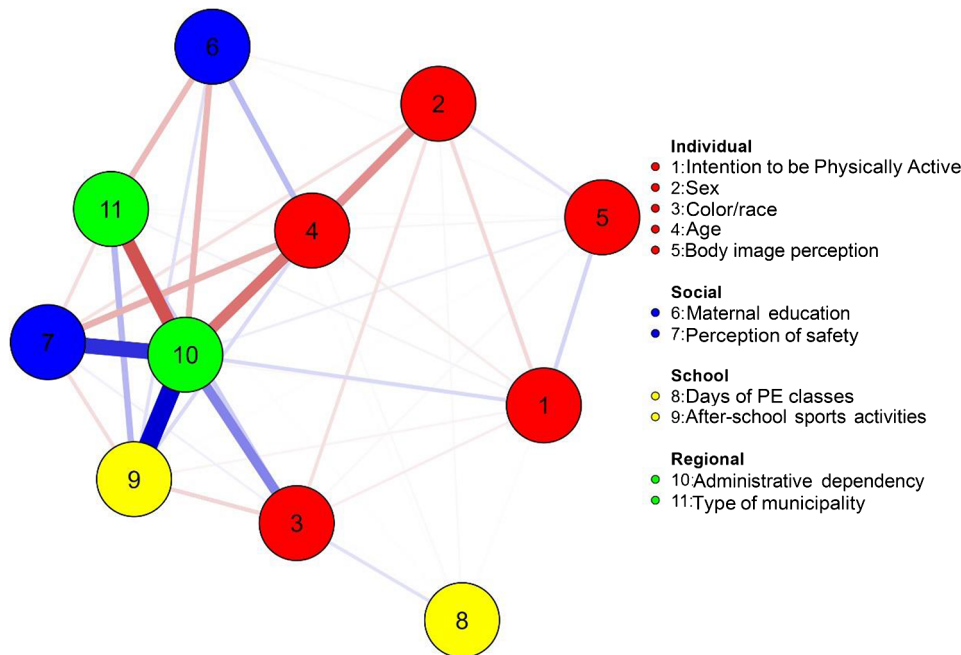 6
2
11
4
5
7
10
1
9
3
8
Individual
1:Intention to be Physically Active
2:Sex
3:Color/race
4:Age
5:Body image perception
Social
6:Maternal education
7:Perception of safety
School
8:Days of PE classes
9:After-school sports activities
Regional
10:Administrative dependency
11:Type of municipality